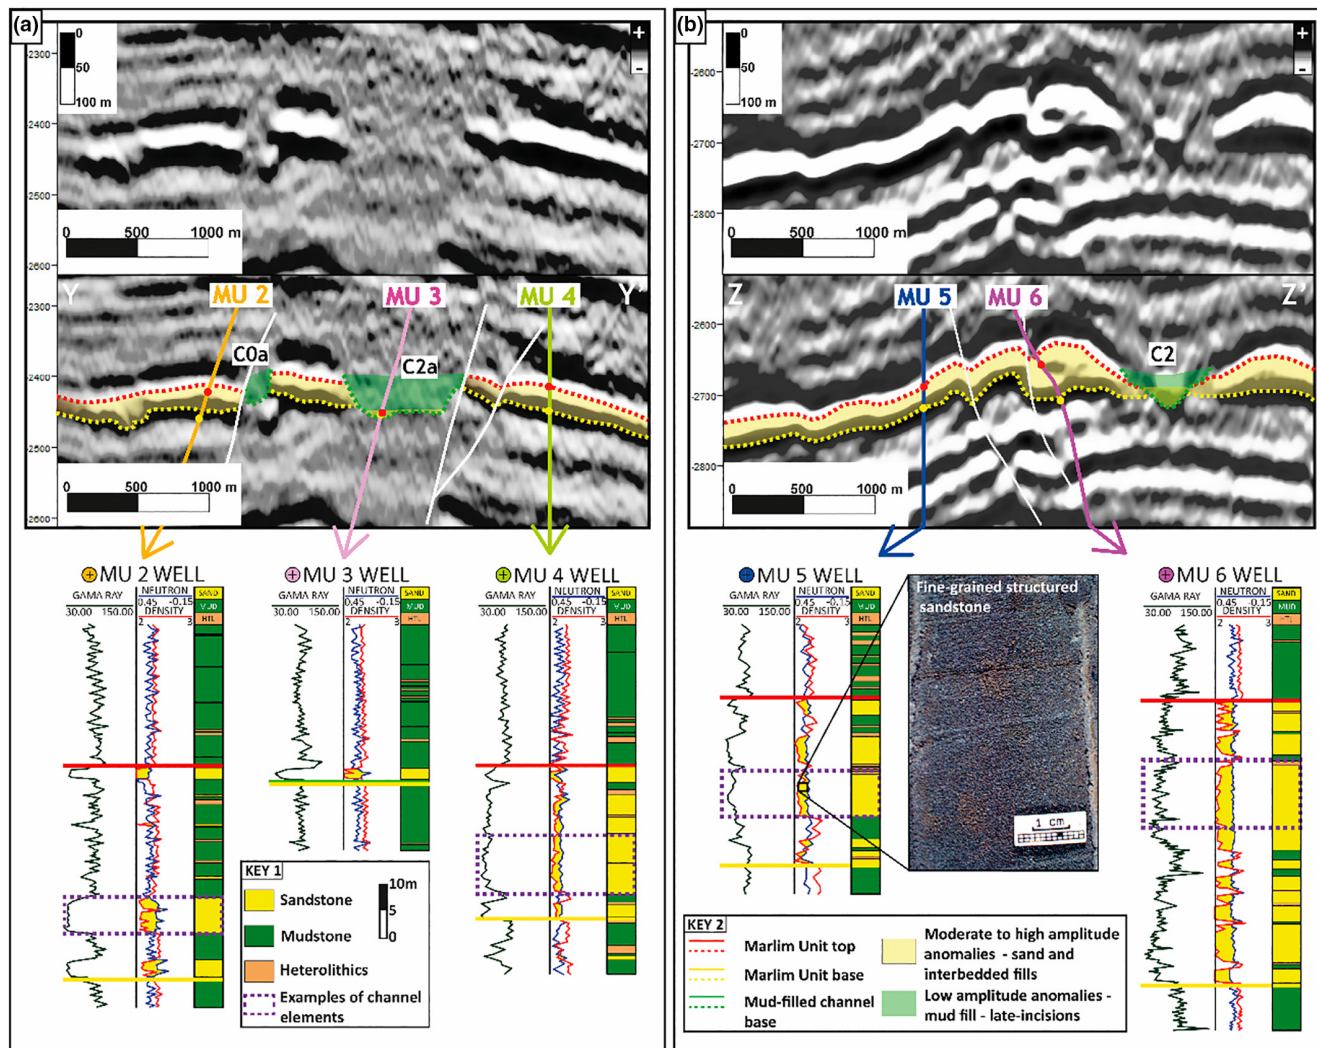 (a)
0
50
100 m
+
-
-2300
-2400
-2500
-2600
0 500 1000 m
Y Y'
MU 2 MU 3 MU 4
C0a C2a
-2300
-2400
-2500
-2600
0 500 1000 m
MU 2 WELL
GAMA RAY
30.00 150.00
NEUTRON
0.45 -0.15
DENSITY
2 3
SAND
MUD
HTL
MU 3 WELL
GAMA RAY
30.00 150.00
NEUTRON
0.45 -0.15
DENSITY
2 3
SAND
MUD
HTL
MU 4 WELL
GAMA RAY
30.00 150.00
NEUTRON
0.45 -0.15
DENSITY
2 3
SAND
MUD
HTL
KEY 1
Sandstone
Mudstone
Heterolithics
Examples of channel
elements
10m
5
0
(b)
0
50
100 m
+
-
-2600
-2700
-2800
0 500 1000 m
Z Z'
MU 5 MU 6
C2
-2600
-2700
-2800
0 500 1000 m
MU 5 WELL
GAMA RAY
30.00 150.00
NEUTRON
0.45 -0.15
DENSITY
2 3
SAND
MUD
HTL
Fine-grained structured
sandstone
1 cm
MU 6 WELL
GAMA RAY
30.00 150.00
NEUTRON
0.45 -0.15
DENSITY
2 3
SAND
MUD
HTL
KEY 2
Marlim Unit top
Marlim Unit base
Mud-filled channel
base
Moderate to high amplitude
anomalies - sand and
interbedded fills
Low amplitude anomalies -
mud fill - late-incisions